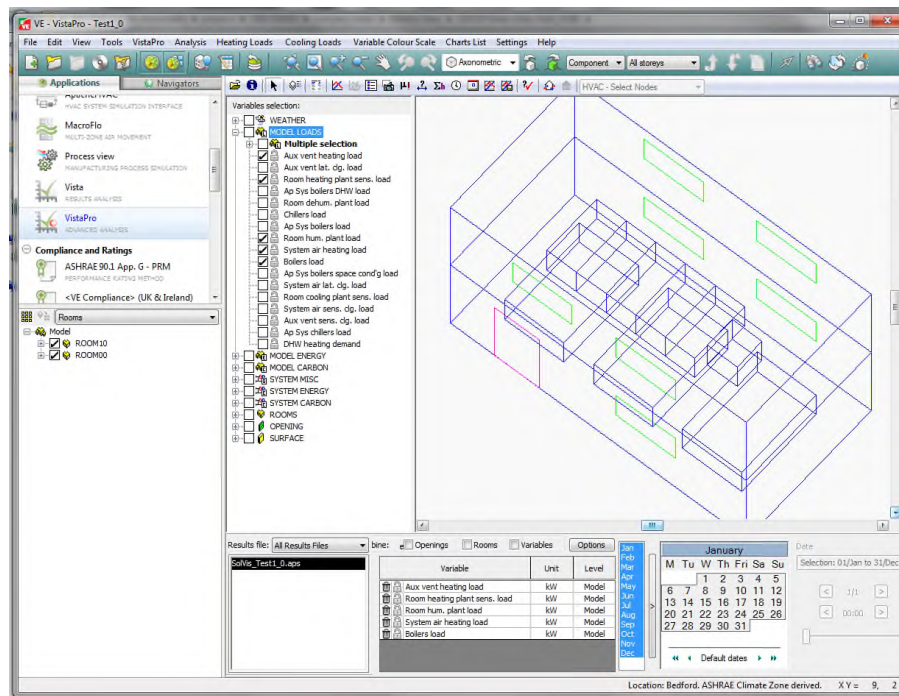 VE - VistaPro - Test1_0
File Edit View Tools VistaPro Analysis Heating Loads Cooling Loads Variable Colour Scale Charts List Settings Help
Axonometric Component All storeys
Applications Navigators
HVAC - Select Nodes
HVAC SYSTEM SIMULATION INTERFACE
MacroFlo
MULTI-ZONE AIR MOVEMENT
Process view
MANUFACTURING PROCESS SIMULATION
Vista
RESULTS ANALYSIS
VistaPro
ADVANCED ANALYSIS
Compliance and Ratings
ASHRAE 90.1 App. G - PRM
PERFORMANCE RATING METHOD
<VE Compliance> (UK & Ireland)
Rooms
Model
ROOM10
ROOM00
Variables selection:
WEATHER
MODEL LOADS
Multiple selection
Aux vent heating load
Aux vent lat. clg. load
Room heating plant sens. load
Ap Sys boilers DHW load
Room dehum. plant load
Chillers load
Ap Sys boilers load
Room hum. plant load
System air heating load
Boilers load
Ap Sys boilers space cond'g load
System air lat. clg. load
Room cooling plant sens. load
System air sens. clg. load
Aux vent sens. clg. load
Ap Sys chillers load
DHW heating demand
MODEL ENERGY
MODEL CARBON
SYSTEM MISC
SYSTEM ENERGY
SYSTEM CARBON
ROOMS
OPENING
SURFACE
Results file: All Results Files bine: Openings Rooms Variables Options
SolVis_Test1_0.aps
Variable Unit Level
Aux vent heating load kW Model
Room heating plant sens. load kW Model
Room hum. plant load kW Model
System air heating load kW Model
Boilers load kW Model
Jan
Feb
Mar
Apr
May
Jun
Jul
Aug
Sep
Oct
Nov
Dec
>
January
M Tu W Th Fri Sa Su
1 2 3 4 5
6 7 8 9 10 11 12
13 14 15 16 17 18 19
20 21 22 23 24 25 26
27 28 29 30 31
Default dates
Date
Selection: 01/Jan to 31/Dec
< 1/1 >
< 00:00 >
Location: Bedford. ASHRAE Climate Zone derived. X Y = 9, 2